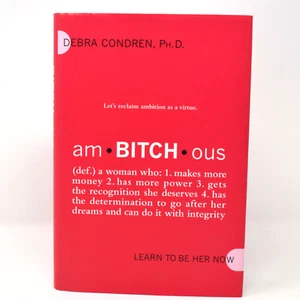 DEBRA CONDREN, PH.D.
Let's reclaim ambition as a virtue.
am•BITCH•ous
(def.) a woman who: 1. makes more
money 2. has more power 3. gets
the recognition she deserves 4. has
the determination to go after her
dreams and can do it with integrity
LEARN TO BE HER NOW